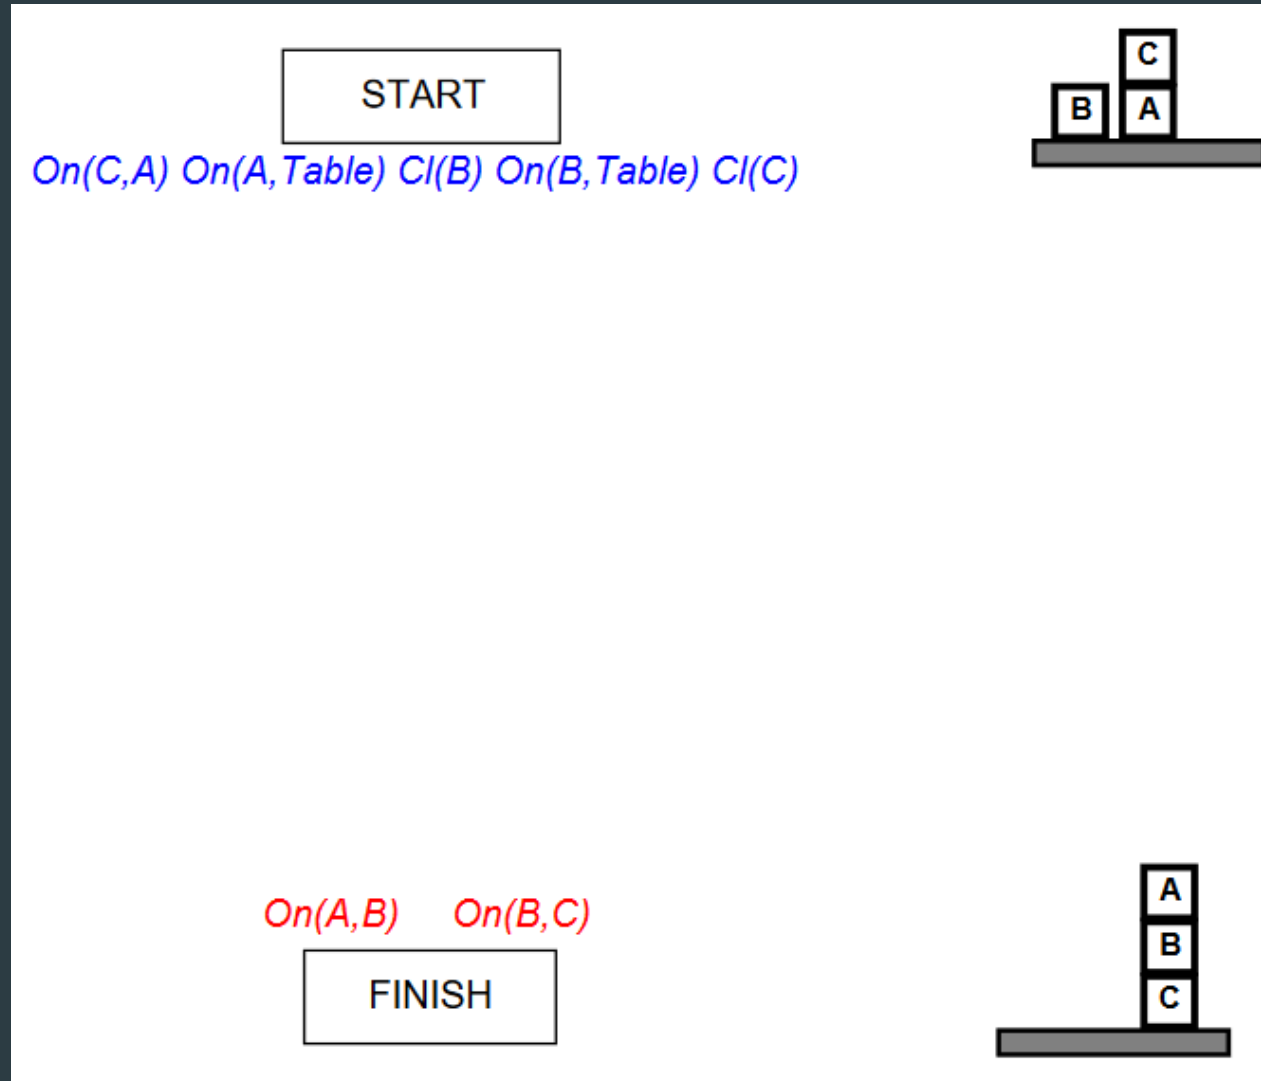 START
On(C,A) On(A,Table) Cl(B) On(B,Table) Cl(C)
C
B A
On(A,B) On(B,C)
FINISH
A
B
C